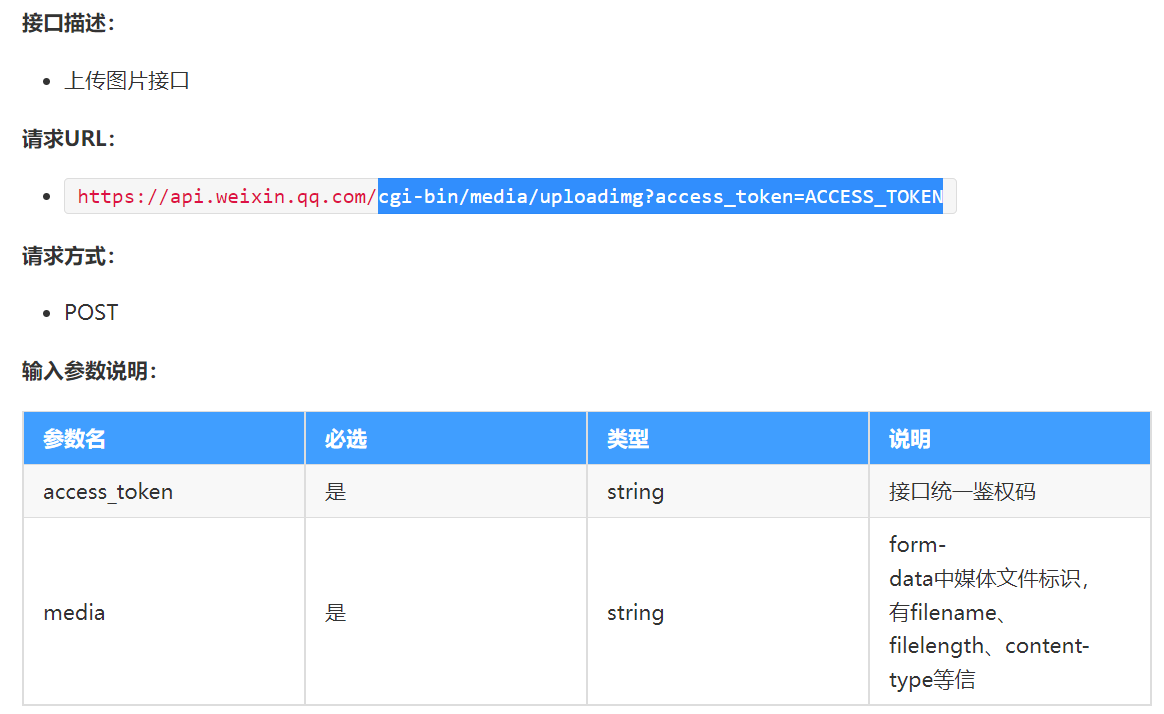 接口描述：
上传图片接口
请求URL：
https://api.weixin.qq.com/cgi-bin/media/uploadimg?access_token=ACCESS_TOKEN
请求方式：
POST
输入参数说明：
参数名 必选 类型 说明
access_token 是 string 接口统一鉴权码
form-
data中媒体文件标识，
media 是 string 有filename、
filelength、content-
type等信